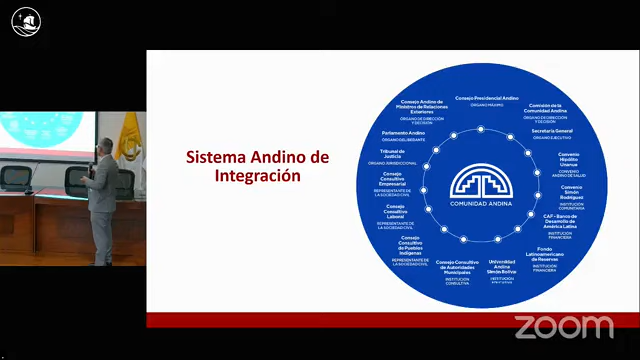 Sistema Andino de
Integración
Consejo Presidencial Andino
ÓRGANO MÁXIMO
Comisión de la
Comunidad Andina
ÓRGANO DE DIRECCIÓN
Y DECISIÓN
Secretaría General
ÓRGANO EJECUTIVO
Convenio
Hipólito
Unanue
CONVENIO
ANDINO DE SALUD
Convenio
Simón
Rodríguez
INSTITUCIÓN
COMUNITARIA
CAF - Banco de
Desarrollo de
América Latina
INSTITUCIÓN
FINANCIERA
Fondo
Latinoamericano
de Reservas
INSTITUCIÓN
FINANCIERA
Universidad
Andina
Simón Bolívar
Consejo Consultivo
de Autoridades
Municipales
INSTITUCIÓN
CONSULTIVA
Consejo
Consultivo
de Pueblos
Indígenas
REPRESENTANTE DE
LA SOCIEDAD CIVIL
Consejo
Consultivo
Laboral
REPRESENTANTE DE
LA SOCIEDAD CIVIL
Consejo
Consultivo
Empresarial
REPRESENTANTE DE
LA SOCIEDAD CIVIL
Tribunal de
Justicia
ÓRGANO JURISDICCIONAL
Parlamento Andino
ÓRGANO DELIBERANTE
Consejo Andino de
Ministros de Relaciones
Exteriores
ÓRGANO DE DIRECCIÓN
Y DECISIÓN
COMUNIDAD ANDINA
zoom